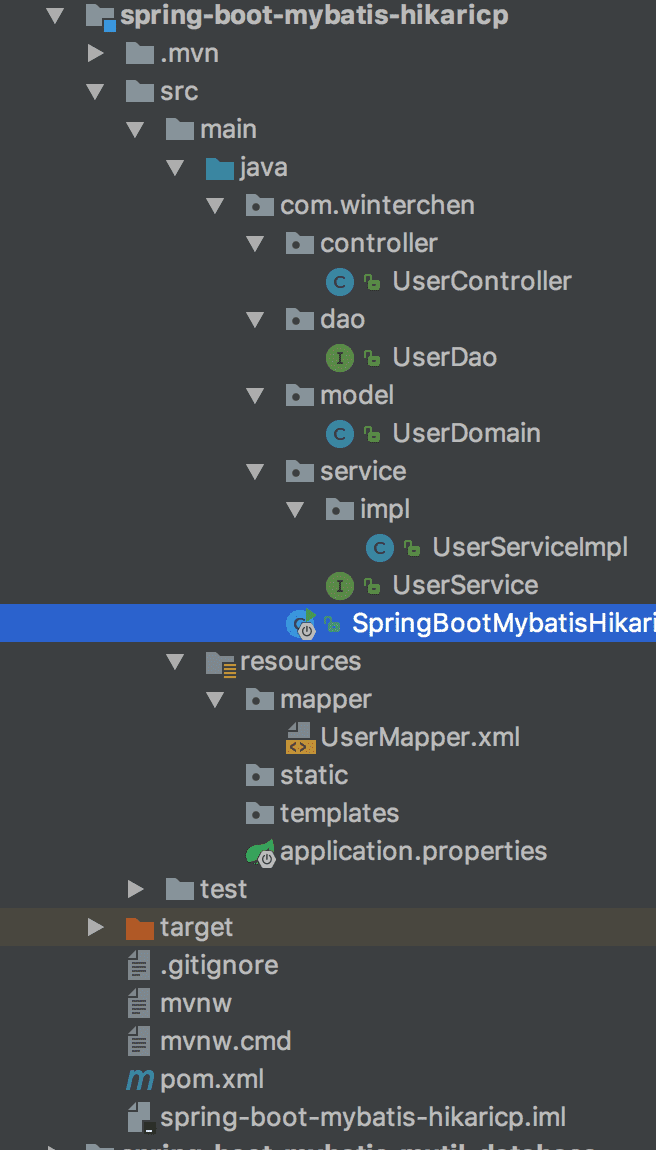 spring-boot-mybatis-hikaricp
.mvn
src
main
java
com.winterchen
controller
C UserController
dao
I UserDao
model
C UserDomain
service
impl
C UserServiceImpl
I UserService
C SpringBootMybatisHikari
resources
mapper
<> UserMapper.xml
static
templates
application.properties
test
target
.gitignore
mvnw
mvnw.cmd
m pom.xml
spring-boot-mybatis-hikaricp.iml